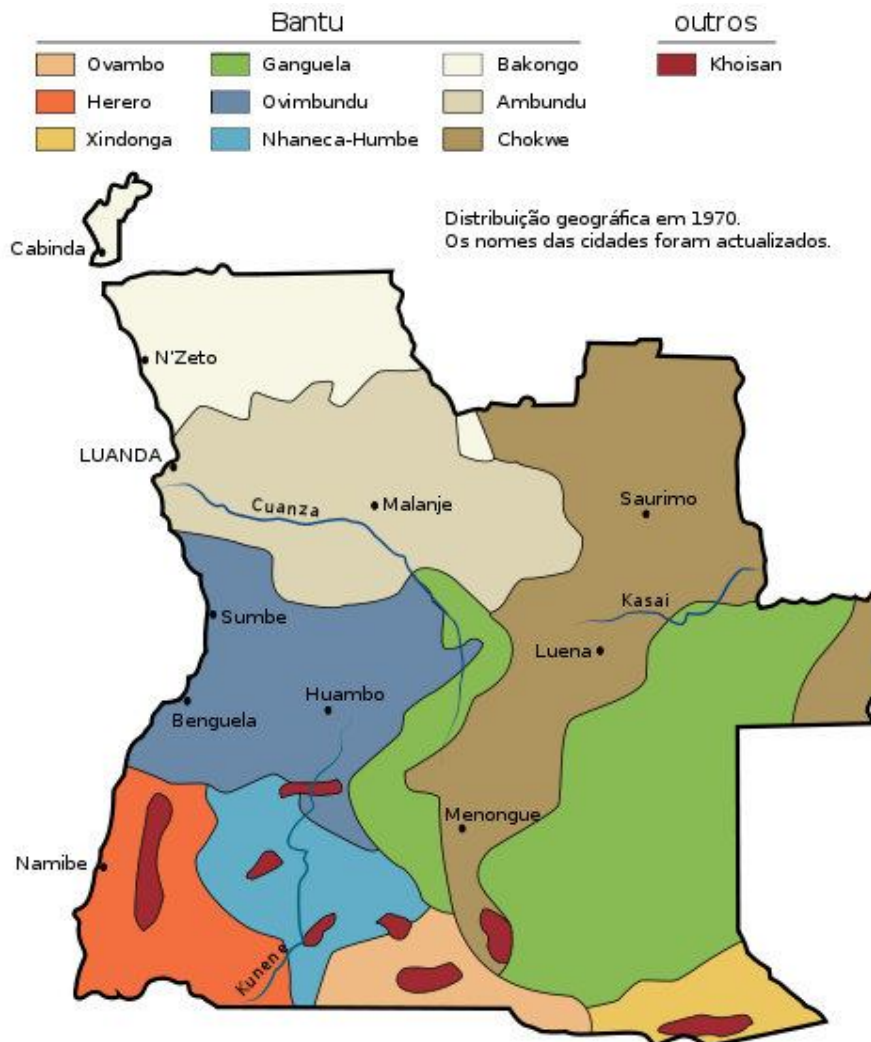 Bantu
outros
Ovambo
Ganguela
Bakongo
Khoisan
Herero
Ovimbundu
Ambundu
Xindonga
Nhaneca-Humbe
Chokwe
Distribuição geográfica em 1970.
Os nomes das cidades foram actualizados.
Cabinda
N'Zeto
LUANDA
Cuanza
Malanje
Saurimo
Kasai
Sumbe
Luena
Huambo
Benguela
Menongue
Namibe
Kunene